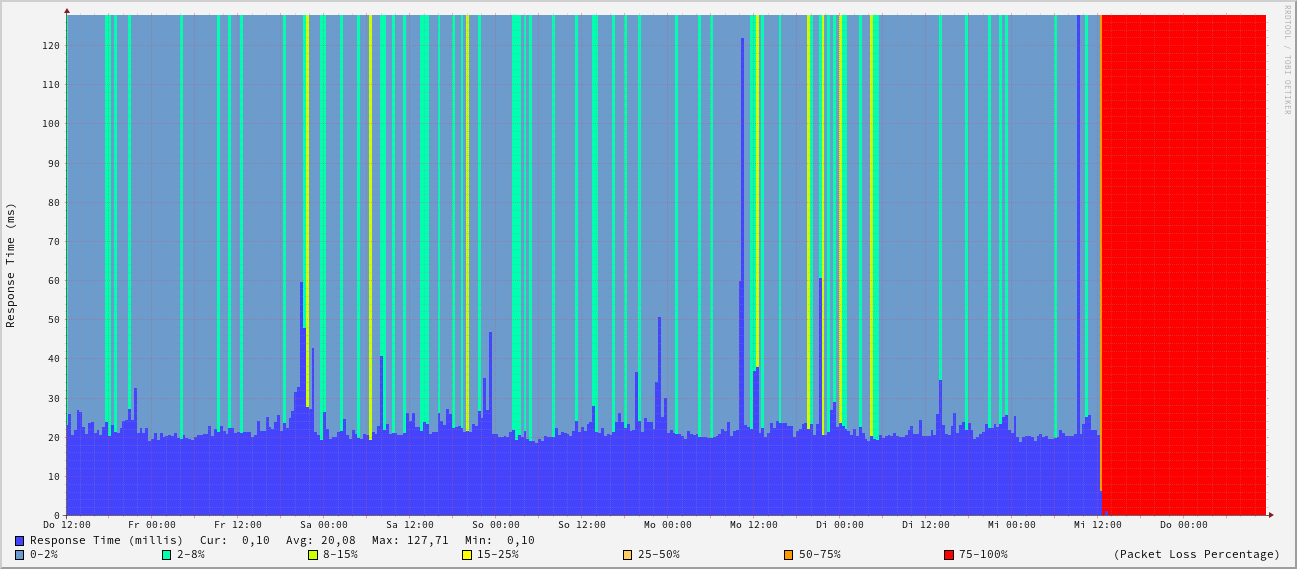 RRDTOOL / TOBI OETIKER
Response Time (ms)
120
110
100
90
80
70
60
50
40
30
20
10
0
Do 12:00 Fr 00:00 Fr 12:00 Sa 00:00 Sa 12:00 So 00:00 So 12:00 Mo 00:00 Mo 12:00 Di 00:00 Di 12:00 Mi 00:00 Mi 12:00 Do 00:00
Response Time (millis) Cur: 0,10 Avg: 20,08 Max: 127,71 Min: 0,10
0-2% 2-8% 8-15% 15-25% 25-50% 50-75% 75-100% (Packet Loss Percentage)